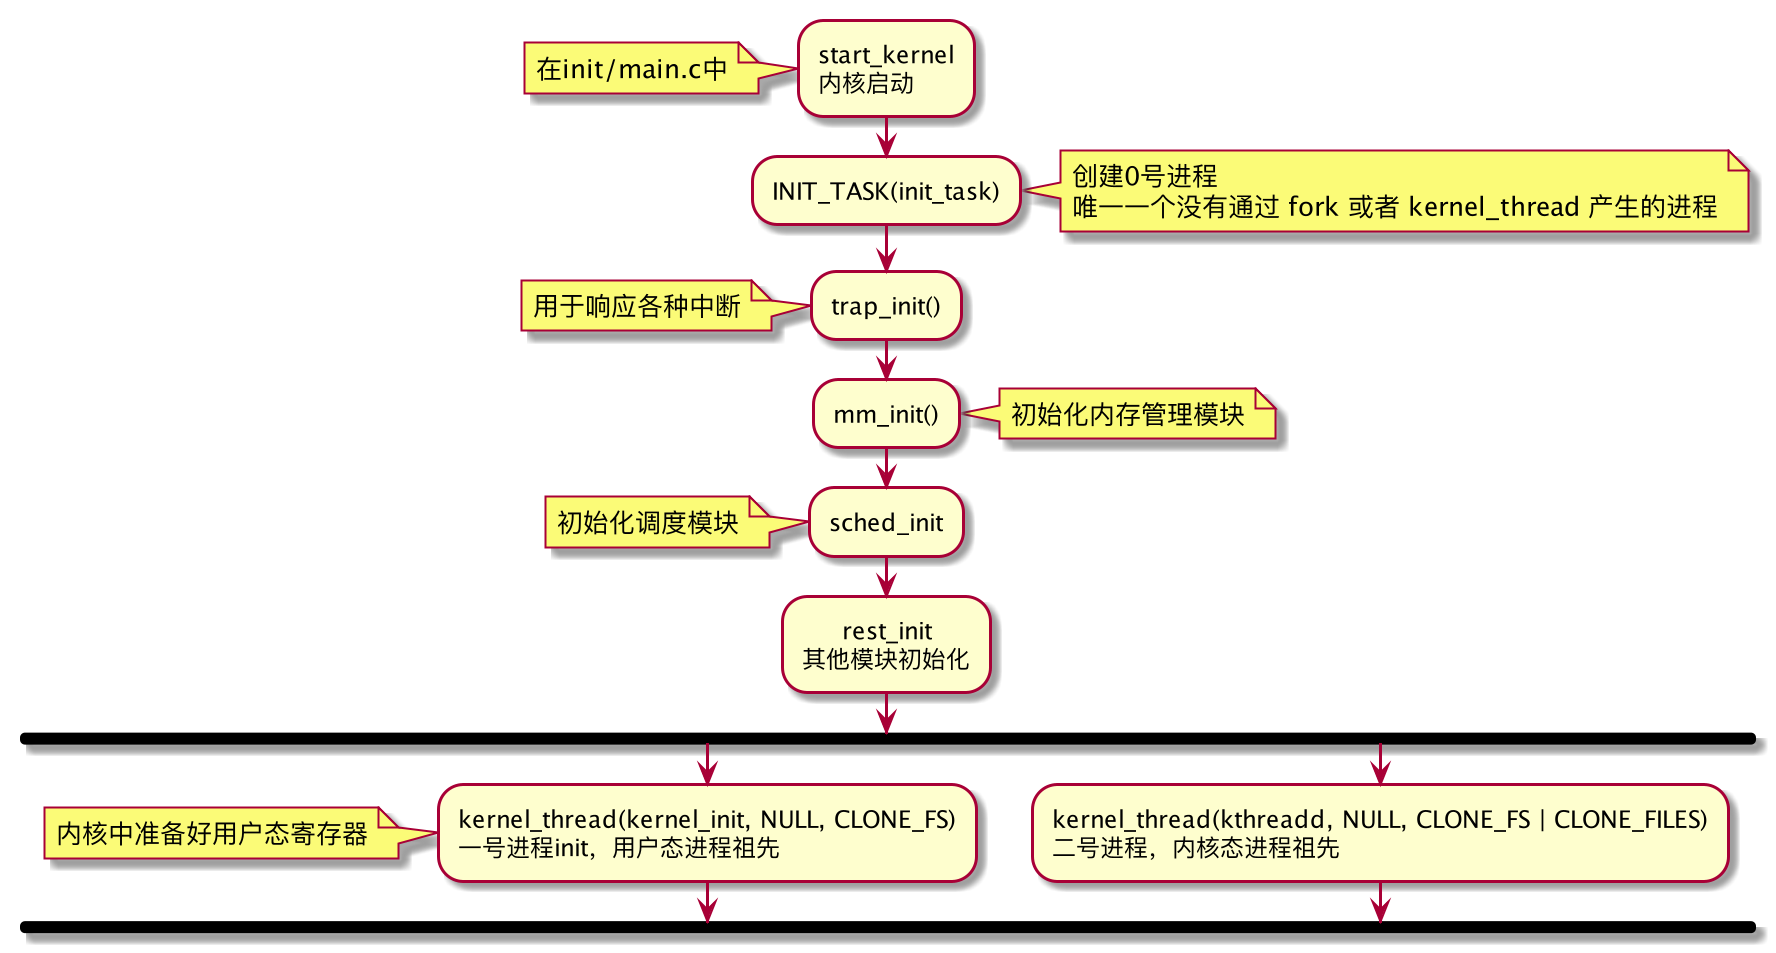 在init/main.c中
start_kernel
内核启动
INIT_TASK(init_task)
创建0号进程
唯一一个没有通过 fork 或者 kernel_thread 产生的进程
用于响应各种中断
trap_init()
mm_init()
初始化内存管理模块
初始化调度模块
sched_init
rest_init
其他模块初始化
内核中准备好用户态寄存器
kernel_thread(kernel_init, NULL, CLONE_FS)
一号进程init，用户态进程祖先
kernel_thread(kthreadd, NULL, CLONE_FS | CLONE_FILES)
二号进程，内核态进程祖先